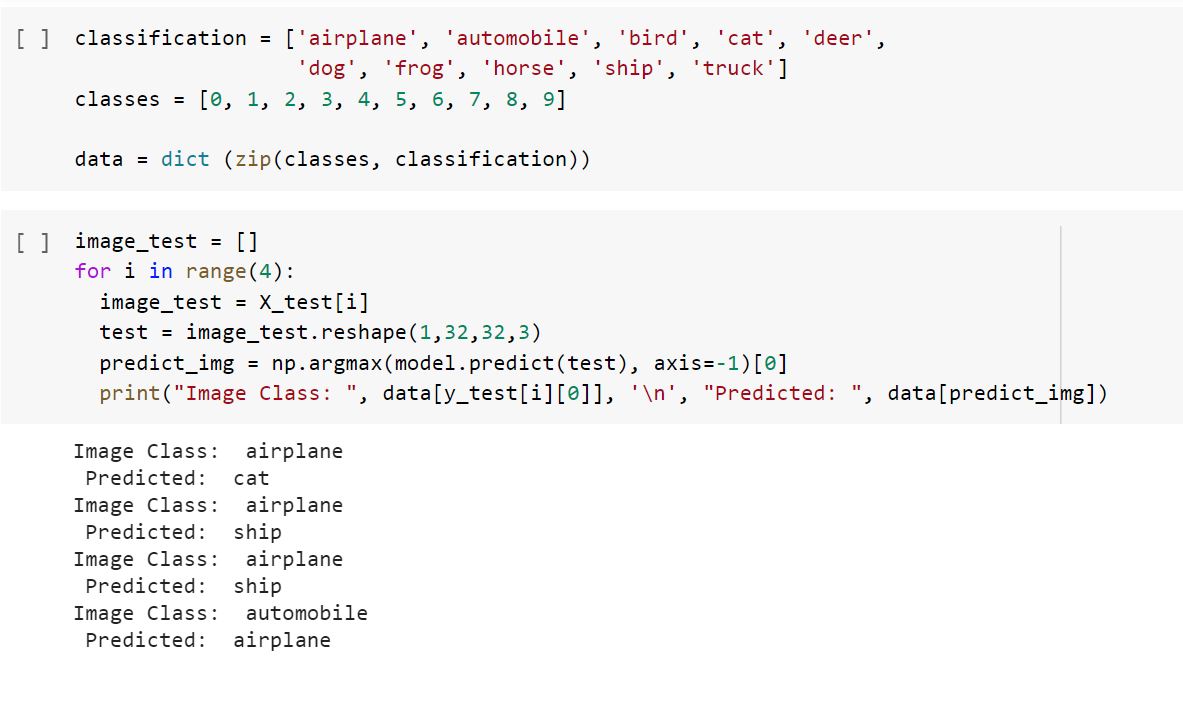 [ ] classification = ['airplane', 'automobile', 'bird', 'cat', 'deer',
'dog', 'frog', 'horse', 'ship', 'truck']
classes = [0, 1, 2, 3, 4, 5, 6, 7, 8, 9]
data = dict (zip(classes, classification))
[ ] image_test = []
for i in range(4):
image_test = X_test[i]
test = image_test.reshape(1,32,32,3)
predict_img = np.argmax(model.predict(test), axis=-1)[0]
print("Image Class: ", data[y_test[i][0]], '\n', "Predicted: ", data[predict_img])
Image Class:  airplane
Predicted:  cat
Image Class:  airplane
Predicted:  ship
Image Class:  airplane
Predicted:  ship
Image Class:  automobile
Predicted:  airplane